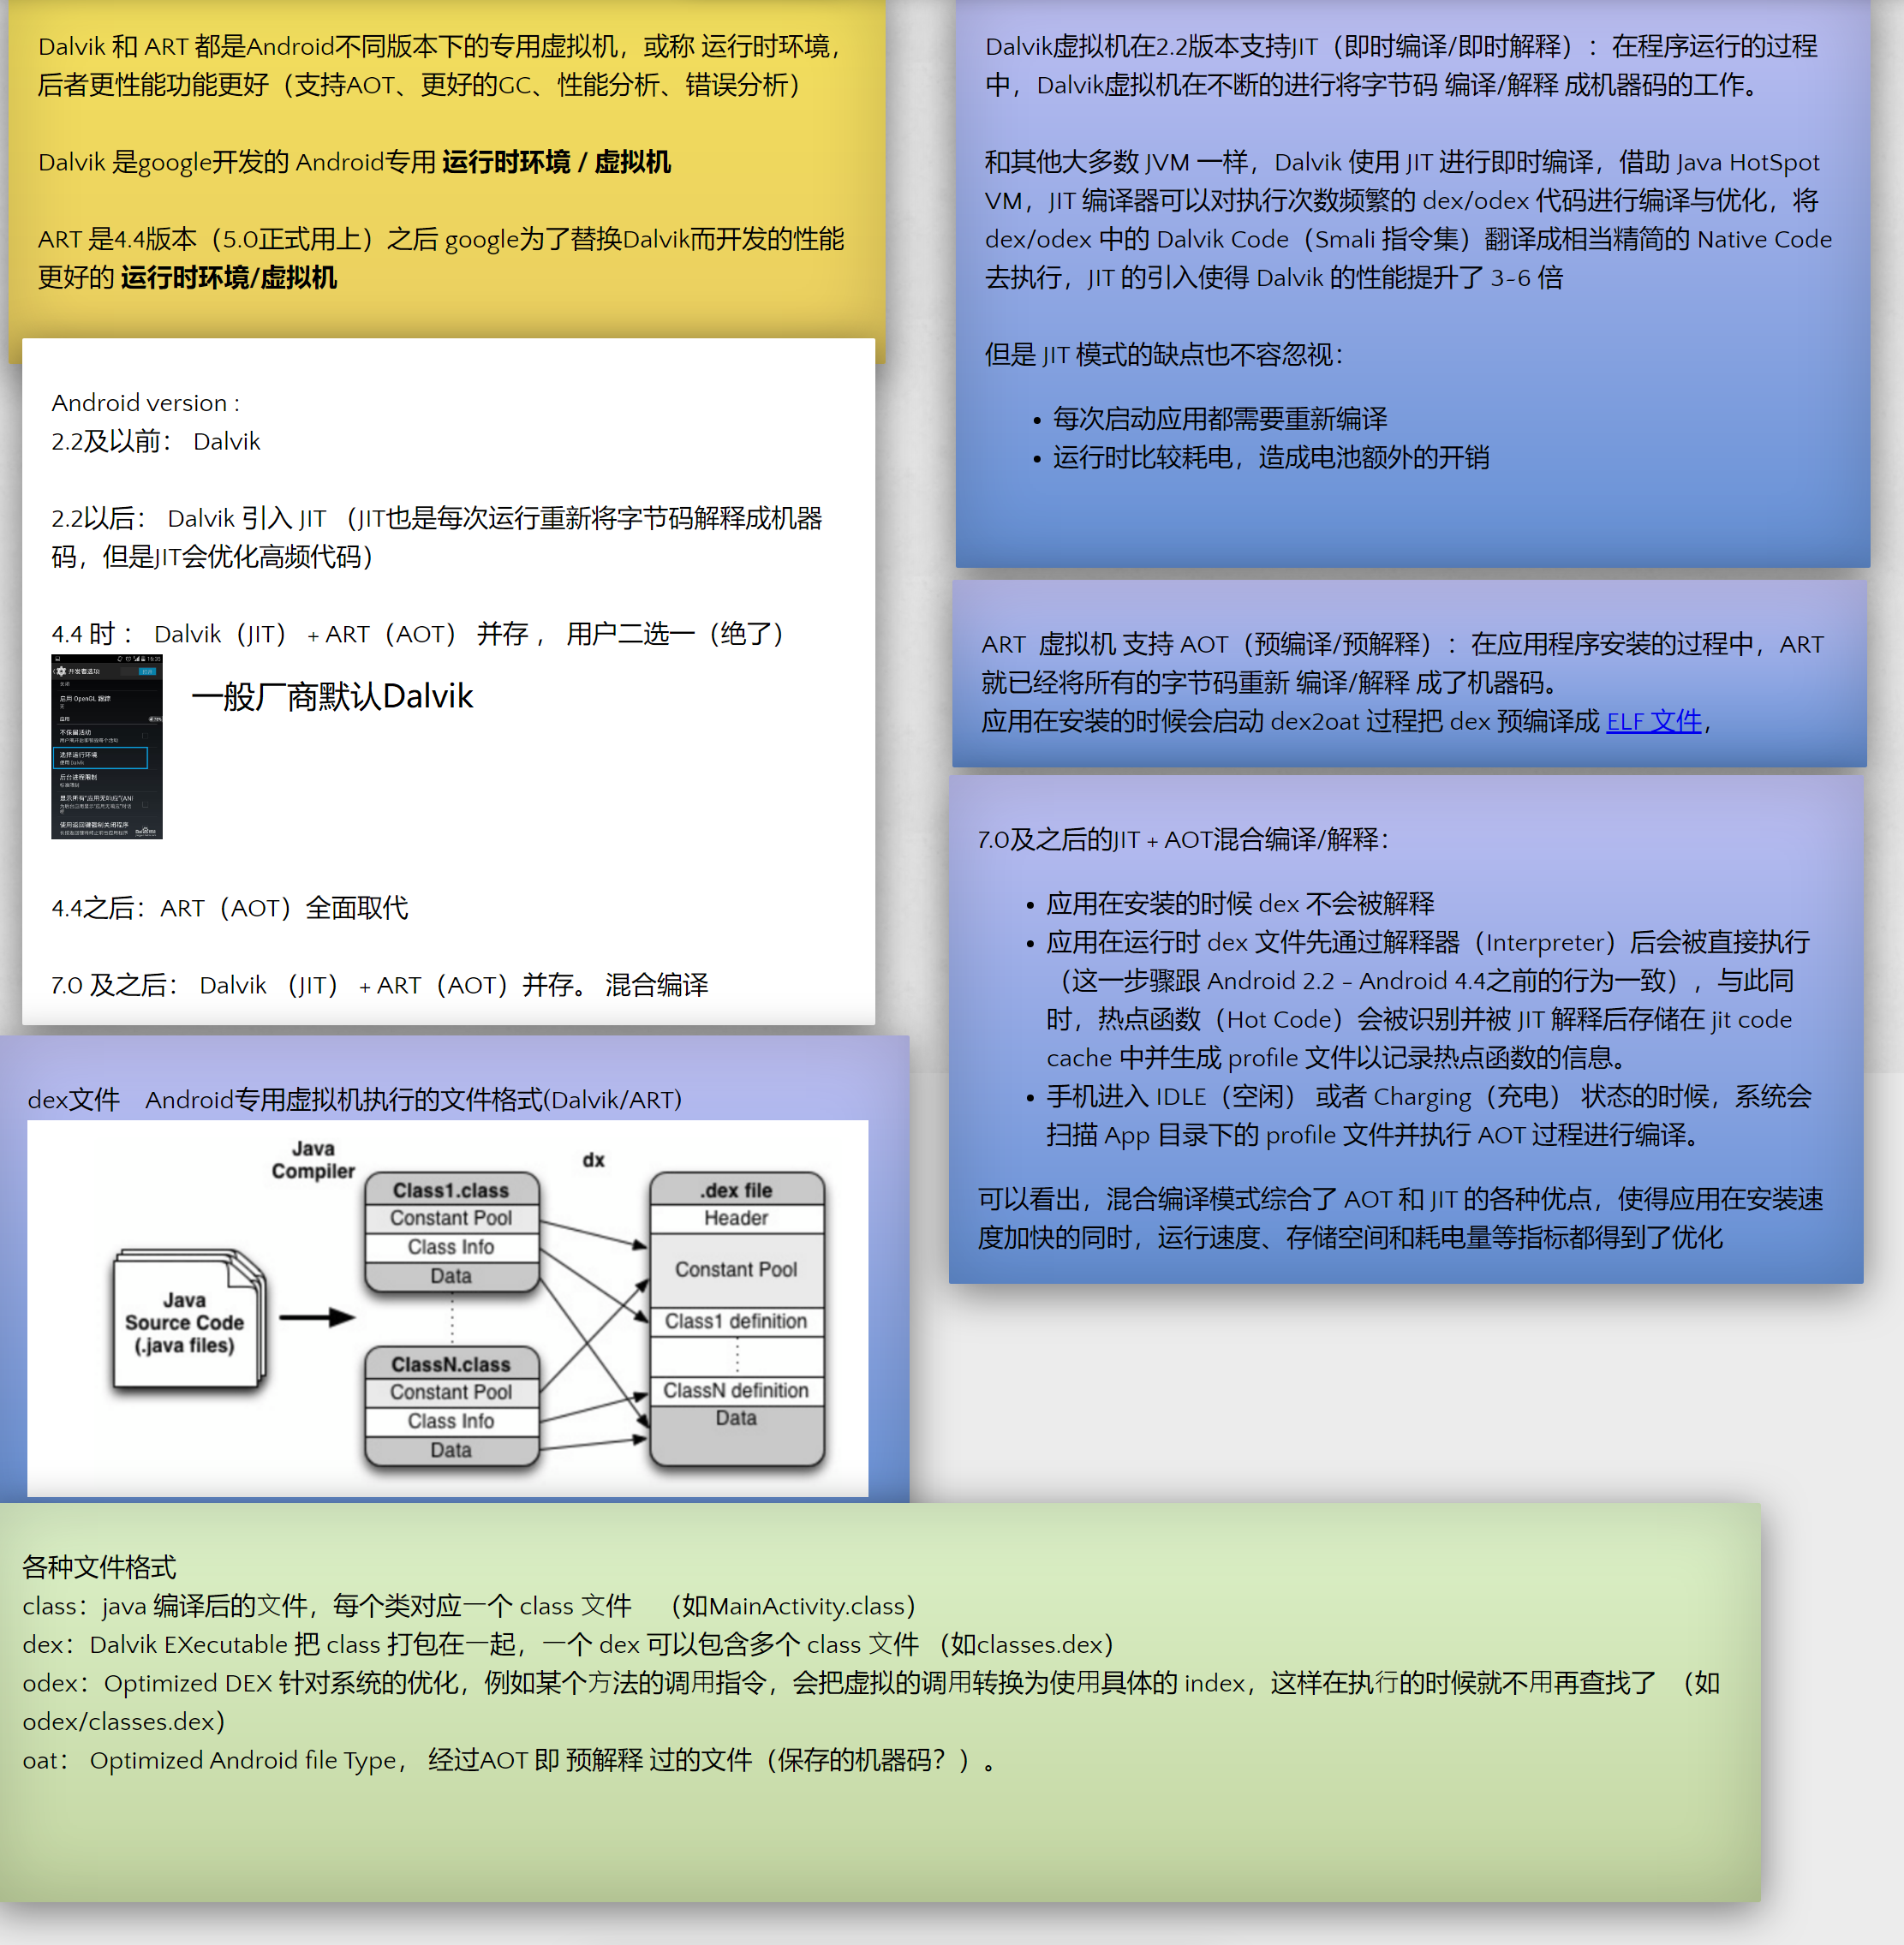 Dalvik 和 ART 都是Android不同版本下的专用虚拟机，或称 运行时环境，
后者更性能功能更好（支持AOT、更好的GC、性能分析、错误分析）
Dalvik 是google开发的 Android专用 运行时环境 / 虚拟机
ART 是4.4版本（5.0正式用上）之后 google为了替换Dalvik而开发的性能
更好的 运行时环境/虚拟机
Android version :
2.2及以前： Dalvik
2.2以后： Dalvik 引入 JIT （JIT也是每次运行重新将字节码解释成机器
码，但是JIT会优化高频代码）
4.4 时 ： Dalvik（JIT） + ART（AOT） 并存 ， 用户二选一（绝了）
开发者选项
启用 OpenGL 跟踪
无
应用
不保留活动
选择运行环境
使用 Dalvik
后台进程限制
标准限制
显示所有"应用无响应"(ANR
一般厂商默认Dalvik
4.4之后：ART（AOT）全面取代
7.0 及之后： Dalvik （JIT） + ART（AOT）并存。 混合编译
dex文件 Android专用虚拟机执行的文件格式(Dalvik/ART)
Java
Compiler
dx
Java
Source Code
(.java files)
Class1.class
Constant Pool
Class Info
Data
ClassN.class
Constant Pool
Class Info
Data
.dex file
Header
Constant Pool
Class1 definition
ClassN definition
Data
Dalvik虚拟机在2.2版本支持JIT（即时编译/即时解释）：在程序运行的过程
中，Dalvik虚拟机在不断的进行将字节码 编译/解释 成机器码的工作。
和其他大多数 JVM 一样，Dalvik 使用 JIT 进行即时编译，借助 Java HotSpot
VM，JIT 编译器可以对执行次数频繁的 dex/odex 代码进行编译与优化，将
dex/odex 中的 Dalvik Code（Smali 指令集）翻译成相当精简的 Native Code
去执行，JIT 的引入使得 Dalvik 的性能提升了 3~6 倍
但是 JIT 模式的缺点也不容忽视：
• 每次启动应用都需要重新编译
• 运行时比较耗电，造成电池额外的开销
ART 虚拟机 支持 AOT（预编译/预解释）：在应用程序安装的过程中，ART
就已经将所有的字节码重新 编译/解释 成了机器码。
应用在安装的时候会启动 dex2oat 过程把 dex 预编译成 ELF 文件，
7.0及之后的JIT + AOT混合编译/解释：
• 应用在安装的时候 dex 不会被解释
• 应用在运行时 dex 文件先通过解释器（Interpreter）后会被直接执行
（这一步骤跟 Android 2.2 - Android 4.4之前的行为一致），与此同
时，热点函数（Hot Code）会被识别并被 JIT 解释后存储在 jit code
cache 中并生成 profile 文件以记录热点函数的信息。
• 手机进入 IDLE（空闲） 或者 Charging（充电） 状态的时候，系统会
扫描 App 目录下的 profile 文件并执行 AOT 过程进行编译。
可以看出，混合编译模式综合了 AOT 和 JIT 的各种优点，使得应用在安装速
度加快的同时，运行速度、存储空间和耗电量等指标都得到了优化
各种文件格式
class：java 编译后的文件，每个类对应一个 class 文件 （如MainActivity.class）
dex：Dalvik EXecutable 把 class 打包在一起，一个 dex 可以包含多个 class 文件 （如classes.dex）
odex：Optimized DEX 针对系统的优化，例如某个方法的调用指令，会把虚拟的调用转换为使用具体的 index，这样在执行的时候就不用再查找了 （如
odex/classes.dex）
oat： Optimized Android file Type， 经过AOT 即 预解释 过的文件（保存的机器码？）。